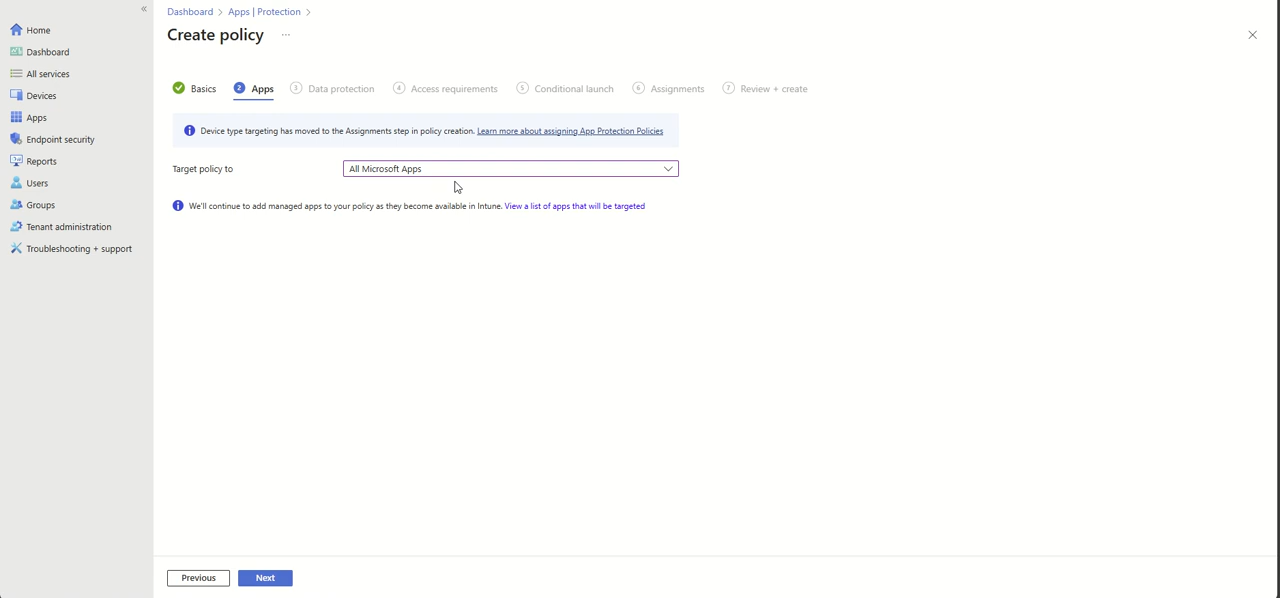 «
Home
Dashboard
All services
Devices
Apps
Endpoint security
Reports
Users
Groups
Tenant administration
Troubleshooting + support
Dashboard > Apps | Protection >
Create policy ...
Basics 2 Apps 3 Data protection 4 Access requirements 5 Conditional launch 6 Assignments 7 Review + create
Device type targeting has moved to the Assignments step in policy creation. Learn more about assigning App Protection Policies
Target policy to All Microsoft Apps
We'll continue to add managed apps to your policy as they become available in Intune. View a list of apps that will be targeted
Previous Next